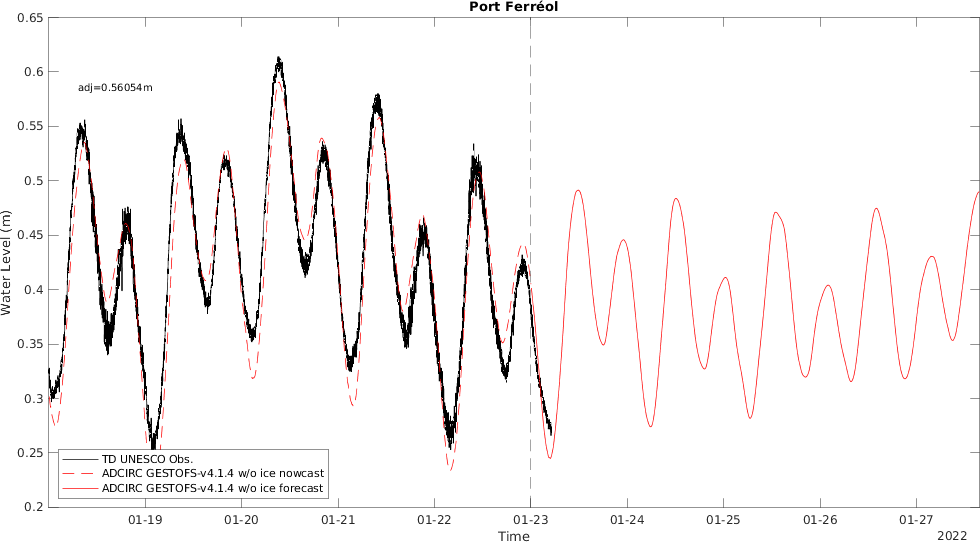 Port Ferréol
0.65
0.6
0.55
0.5
0.45
0.4
0.35
0.3
0.25
0.2
Water Level (m)
adj=0.56054m
TD UNESCO Obs.
ADCIRC GESTOFS-v4.1.4 w/o ice nowcast
ADCIRC GESTOFS-v4.1.4 w/o ice forecast
01-19 01-20 01-21 01-22 01-23 01-24 01-25 01-26 01-27
Time
2022